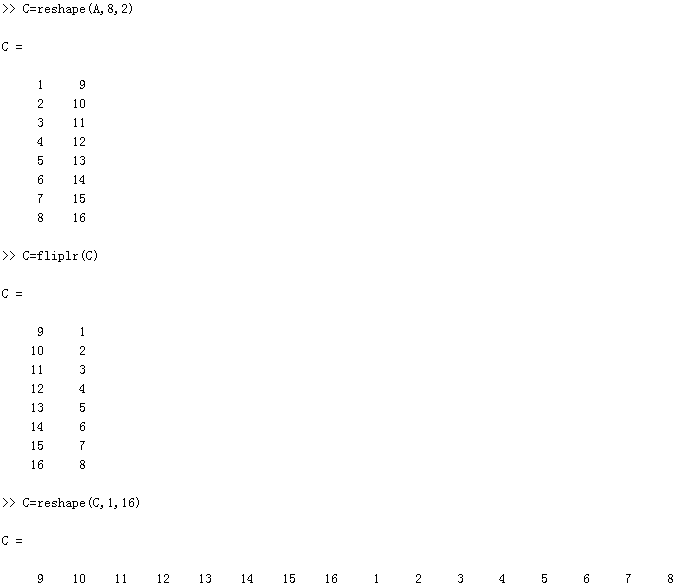 >> C=reshape(A,8,2)
C =
1 9
2 10
3 11
4 12
5 13
6 14
7 15
8 16
>> C=fliplr(C)
C =
9 1
10 2
11 3
12 4
13 5
14 6
15 7
16 8
>> C=reshape(C,1,16)
C =
9 10 11 12 13 14 15 16 1 2 3 4 5 6 7 8